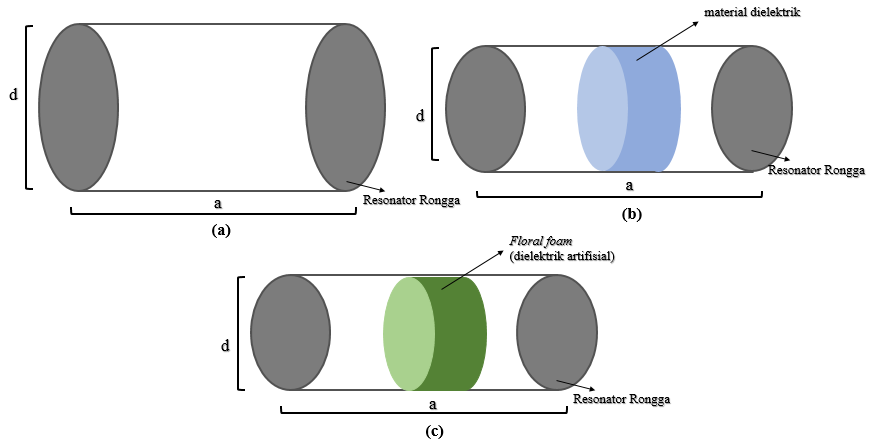 d
a
Resonator Rongga
(a)
material dielektrik
d
a
Resonator Rongga
(b)
Floral foam
(dielektrik artifisial)
d
a
Resonator Rongga
(c)